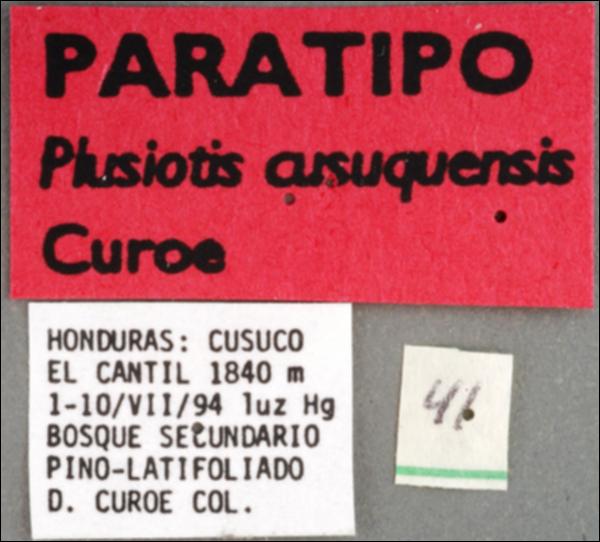 PARATIPO
Plusiotis cusuquensis
Curoe
HONDURAS: CUSUCO
EL CANTIL 1840 m
1-10/VII/94 luz Hg
BOSQUE SECUNDARIO
PINO-LATIFOLIADO
D. CUROE COL.
41